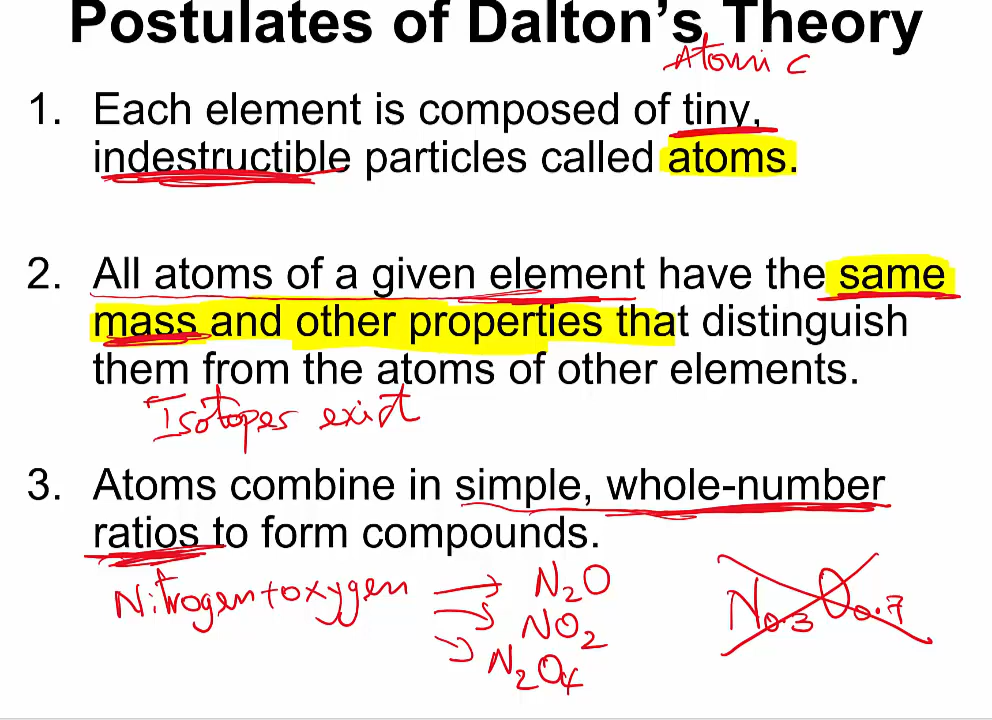 Postulates of Dalton's Theory
Atomic
1. Each element is composed of tiny,
indestructible particles called atoms.
2. All atoms of a given element have the same
mass and other properties that distinguish
them from the atoms of other elements.
Isotopes exist
3. Atoms combine in simple, whole-number
ratios to form compounds.
Nitrogen + oxygen → N₂O
→ NO₂
→ N₂O₄
N₀.₃O₀.₇